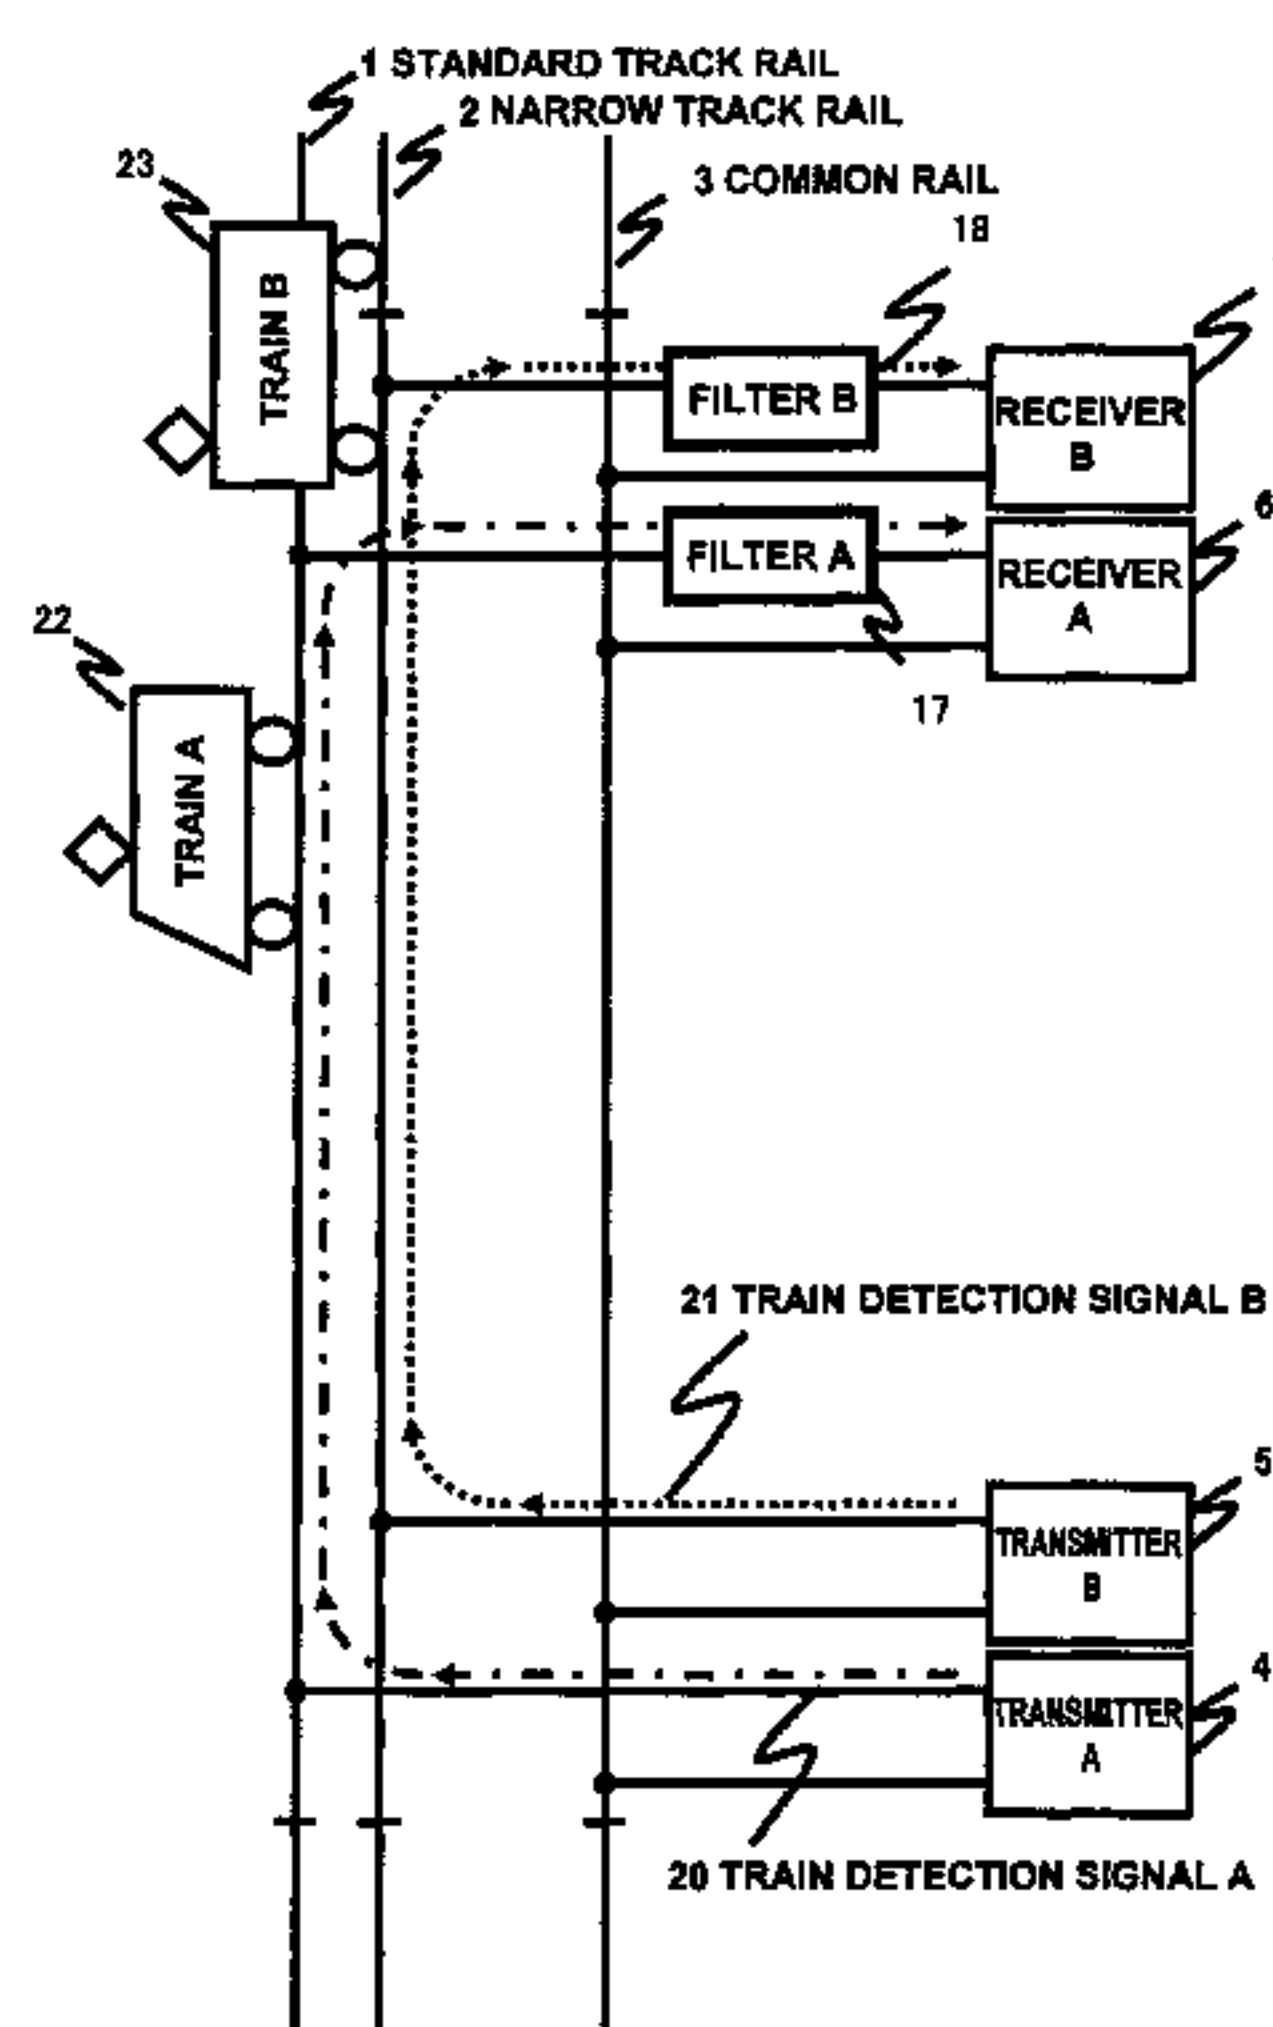 1 STANDARD TRACK RAIL
2 NARROW TRACK RAIL
23
3 COMMON RAIL
18
TRAIN B
FILTER B
RECEIVER
B
6
FILTER A
RECEIVER
A
22
17
TRAIN A
21 TRAIN DETECTION SIGNAL B
5
TRANSMITTER
B
4
TRANSMITTER
A
20 TRAIN DETECTION SIGNAL A